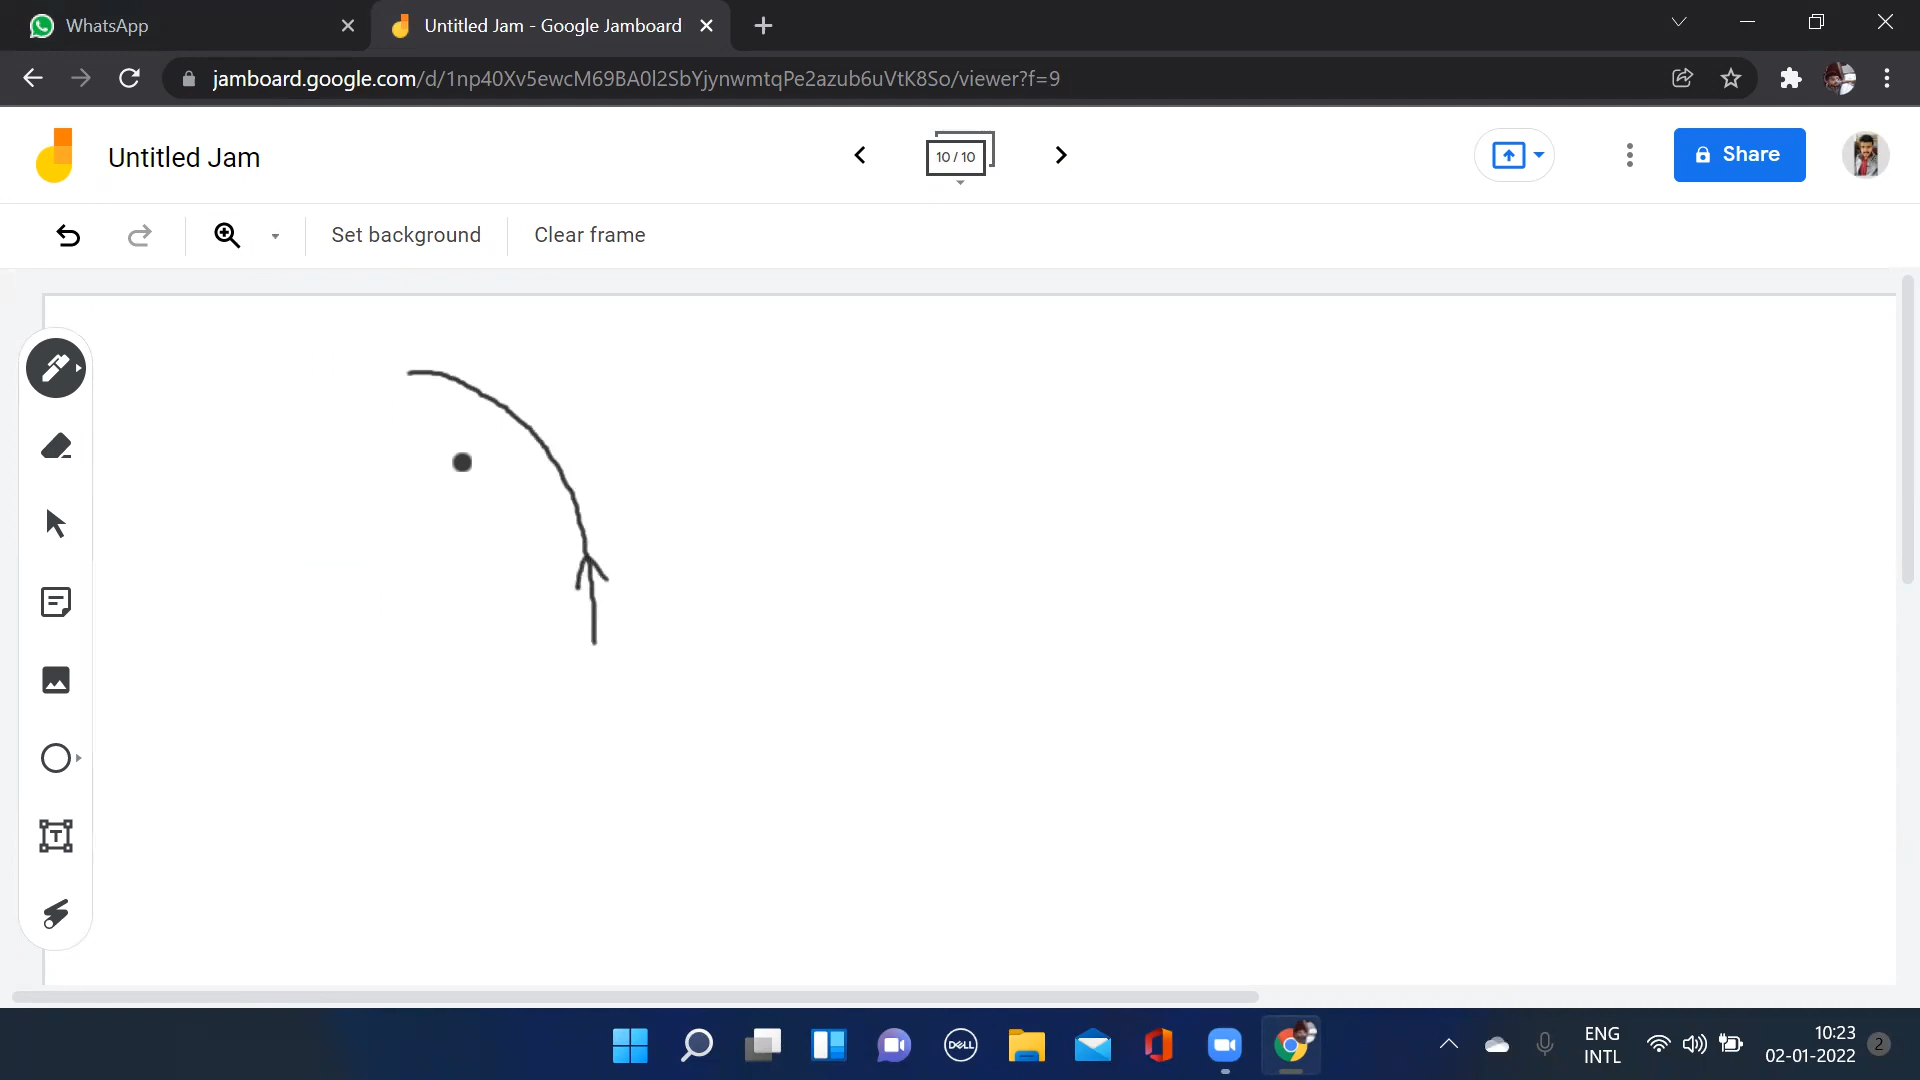 WhatsApp
Untitled Jam - Google Jamboard
jamboard.google.com/d/1np40Xv5ewcM69BA0l2SbYjynwmtqPe2azub6uVtK8So/viewer?f=9
Untitled Jam
10 / 10
Share
Set background
Clear frame
T
DELL
ENG
INTL
10:23
02-01-2022
2